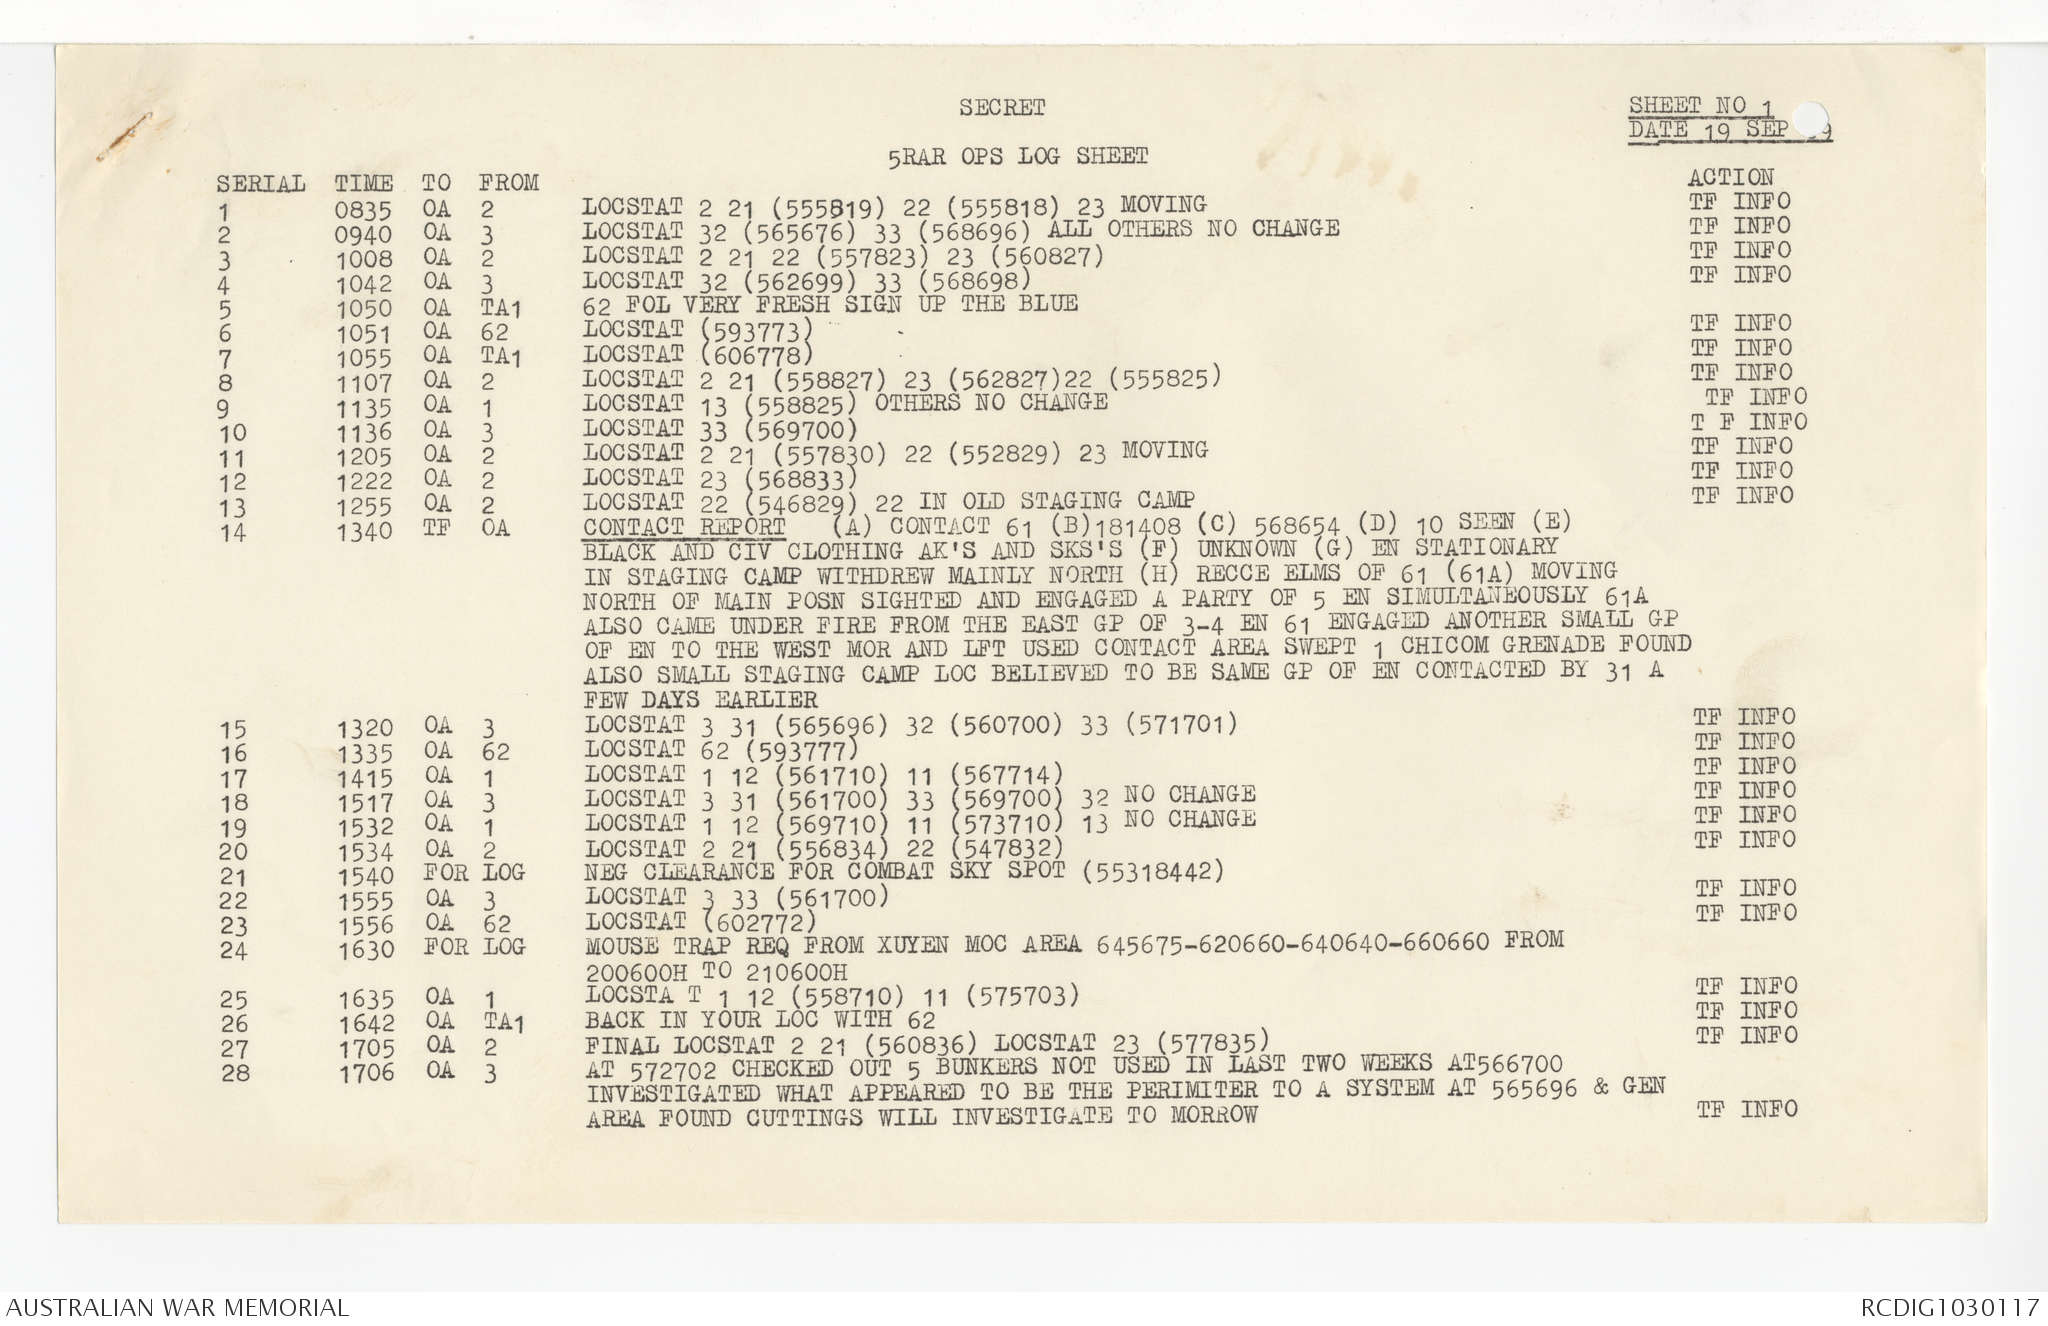 SECRET
SHEET NO 1
DATE 19 SEP 9
5RAR OPS LOG SHEET
SERIAL TIME TO FROM ACTION
1 0835 OA 2 LOCSTAT 2 21 (555819) 22 (555818) 23 MOVING TF INFO
2 0940 OA 3 LOCSTAT 32 (565676) 33 (568696) ALL OTHERS NO CHANGE TF INFO
3 1008 OA 2 LOCSTAT 2 21 22 (557823) 23 (560827) TF INFO
4 1042 OA 3 LOCSTAT 32 (562699) 33 (568698) TF INFO
5 1050 OA TA1 62 FOL VERY FRESH SIGN UP THE BLUE
6 1051 OA 62 LOCSTAT (593773) TF INFO
7 1055 OA TA1 LOCSTAT (606778) TF INFO
8 1107 OA 2 LOCSTAT 2 21 (558827) 23 (562827)22 (555825) TF INFO
9 1135 OA 1 LOCSTAT 13 (558825) OTHERS NO CHANGE TF INFO
10 1136 OA 3 LOCSTAT 33 (569700) T F INFO
11 1205 OA 2 LOCSTAT 2 21 (557830) 22 (552829) 23 MOVING TF INFO
12 1222 OA 2 LOCSTAT 23 (568833) TF INFO
13 1255 OA 2 LOCSTAT 22 (546829) 22 IN OLD STAGING CAMP TF INFO
14 1340 TF OA CONTACT REPORT (A) CONTACT 61 (B)181408 (C) 568654 (D) 10 SEEN (E)
BLACK AND CIV CLOTHING AK'S AND SKS'S (F) UNKNOWN (G) EN STATIONARY
IN STAGING CAMP WITHDREW MAINLY NORTH (H) RECCE ELMS OF 61 (61A) MOVING
NORTH OF MAIN POSN SIGHTED AND ENGAGED A PARTY OF 5 EN SIMULTANEOUSLY 61A
ALSO CAME UNDER FIRE FROM THE EAST GP OF 3-4 EN 61 ENGAGED ANOTHER SMALL GP
OF EN TO THE WEST MOR AND LFT USED CONTACT AREA SWEPT 1 CHICOM GRENADE FOUND
ALSO SMALL STAGING CAMP LOC BELIEVED TO BE SAME GP OF EN CONTACTED BY 31 A
FEW DAYS EARLIER
15 1320 OA 3 LOCSTAT 3 31 (565696) 32 (560700) 33 (571701) TF INFO
16 1335 OA 62 LOCSTAT 62 (593777) TF INFO
17 1415 OA 1 LOCSTAT 1 12 (561710) 11 (567714) TF INFO
18 1517 OA 3 LOCSTAT 3 31 (561700) 33 (569700) 32 NO CHANGE TF INFO
19 1532 OA 1 LOCSTAT 1 12 (569710) 11 (573710) 13 NO CHANGE TF INFO
20 1534 OA 2 LOCSTAT 2 21 (556834) 22 (547832) TF INFO
21 1540 FOR LOG NEG CLEARANCE FOR COMBAT SKY SPOT (55318442)
22 1555 OA 3 LOCSTAT 3 33 (561700) TF INFO
23 1556 OA 62 LOCSTAT (602772) TF INFO
24 1630 FOR LOG MOUSE TRAP REQ FROM XUYEN MOC AREA 645675-620660-640640-660660 FROM
200600H TO 210600H
25 1635 OA 1 LOCSTA T 1 12 (558710) 11 (575703) TF INFO
26 1642 OA TA1 BACK IN YOUR LOC WITH 62 TF INFO
27 1705 OA 2 FINAL LOCSTAT 2 21 (560836) LOCSTAT 23 (577835) TF INFO
28 1706 OA 3 AT 572702 CHECKED OUT 5 BUNKERS NOT USED IN LAST TWO WEEKS AT566700
INVESTIGATED WHAT APPEARED TO BE THE PERIMITER TO A SYSTEM AT 565696 & GEN
AREA FOUND CUTTINGS WILL INVESTIGATE TO MORROW TF INFO
AUSTRALIAN WAR MEMORIAL RCDIG1030117